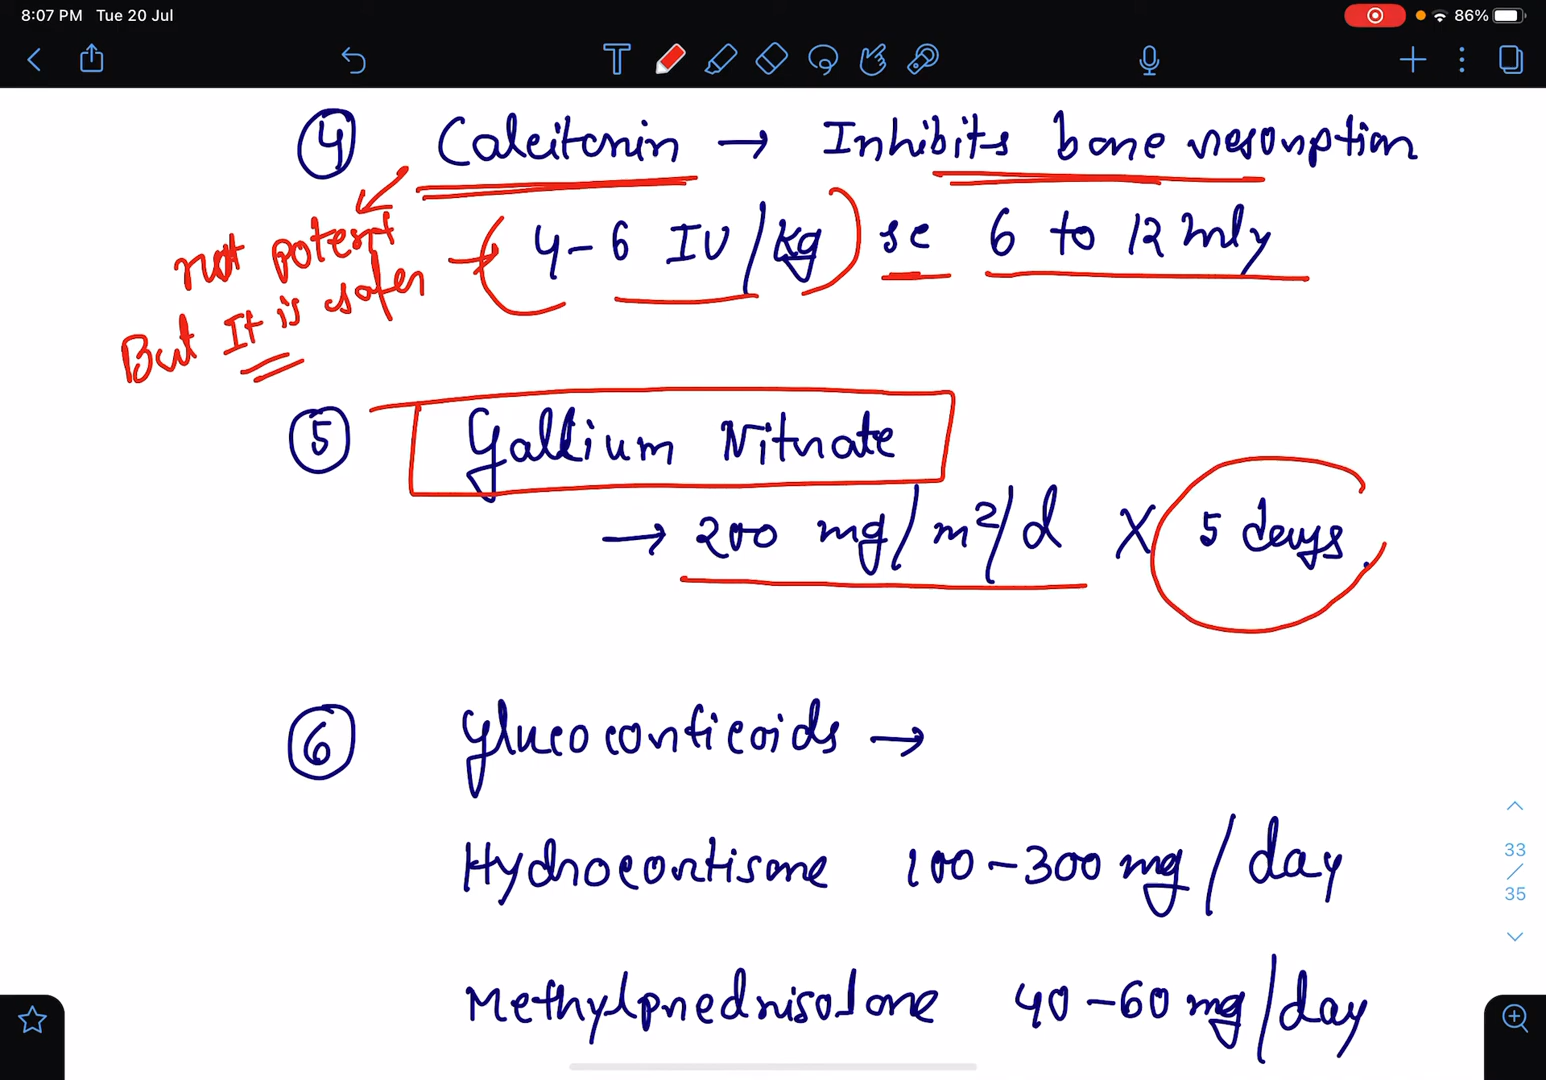 8:07 PM Tue 20 Jul
86%
T
4 Calcitonin → Inhibits bone resorption
4-6 IU/kg sc 6 to 12 hrly
not potent
But It is safer →
5 Gallium Nitrate
→ 200 mg/m²/d X 5 days.
6 Glucocorticoids →
Hydrocortisone 100-300 mg/day
33
/
35
Methylprednisolone 40-60 mg/day